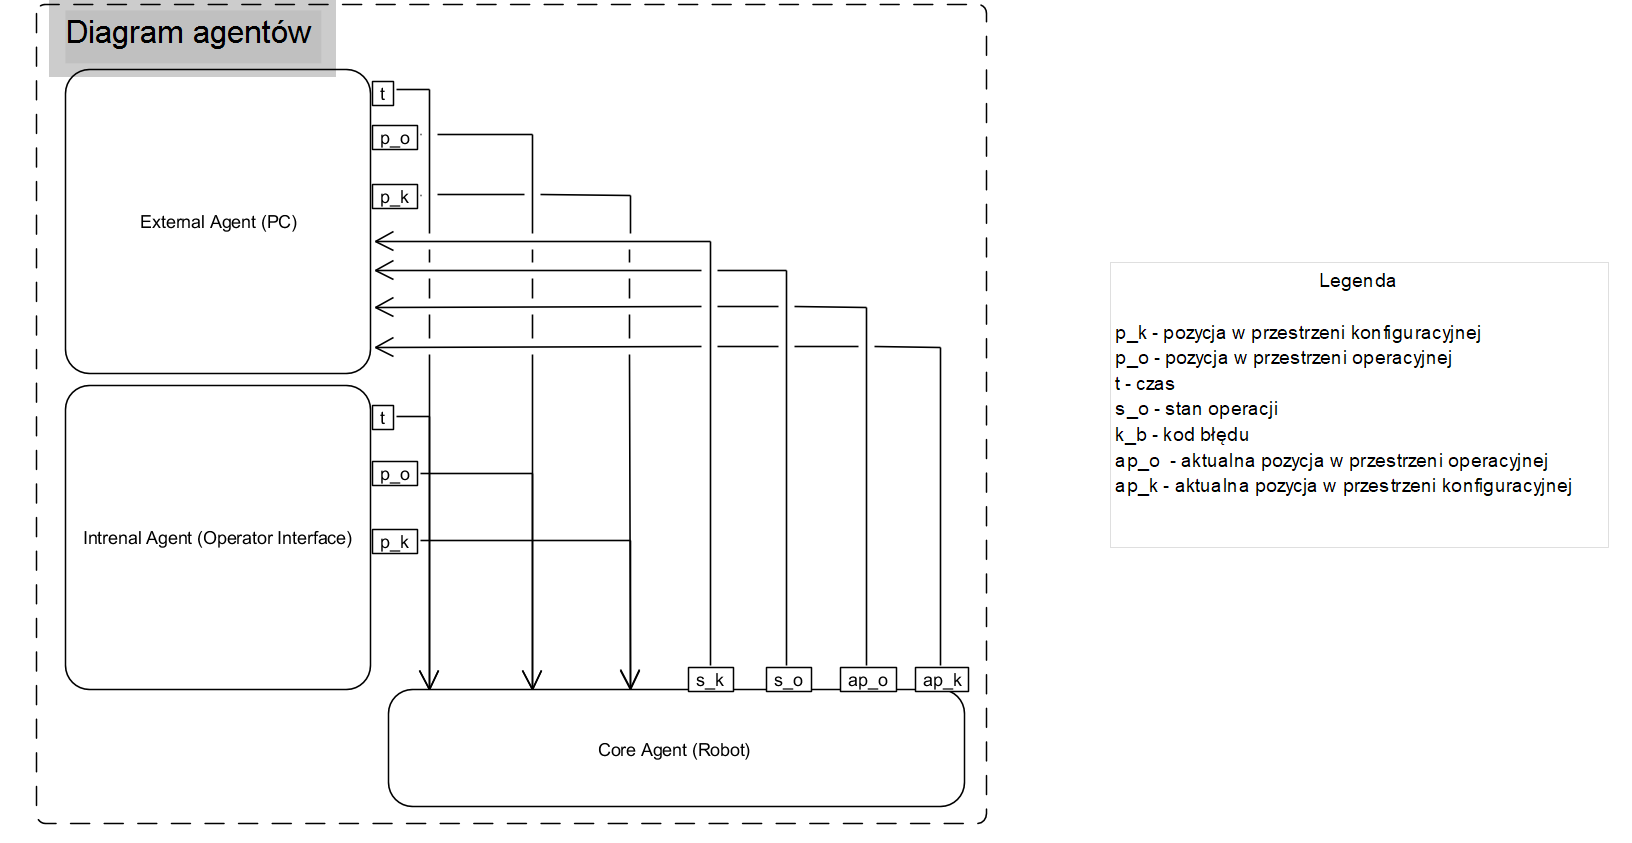 Diagram agentów
t
p_o
p_k
External Agent (PC)
t
p_o
Intrenal Agent (Operator Interface)
p_k
s_k
s_o
ap_o
ap_k
Core Agent (Robot)
Legenda
p_k - pozycja w przestrzeni konfiguracyjnej
p_o - pozycja w przestrzeni operacyjnej
t - czas
s_o - stan operacji
k_b - kod błędu
ap_o - aktualna pozycja w przestrzeni operacyjnej
ap_k - aktualna pozycja w przestrzeni konfiguracyjnej